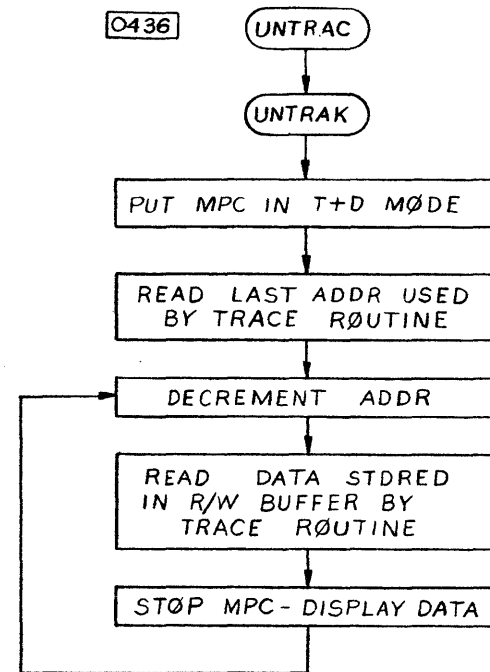 0436
UNTRAC
UNTRAK
PUT MPC IN T+D MØDE
READ LAST ADDR USED
BY TRACE RØUTINE
DECREMENT ADDR
READ DATA STDRED
IN R/W BUFFER BY
TRACE RØUTINE
STØP MPC - DISPLAY DATA